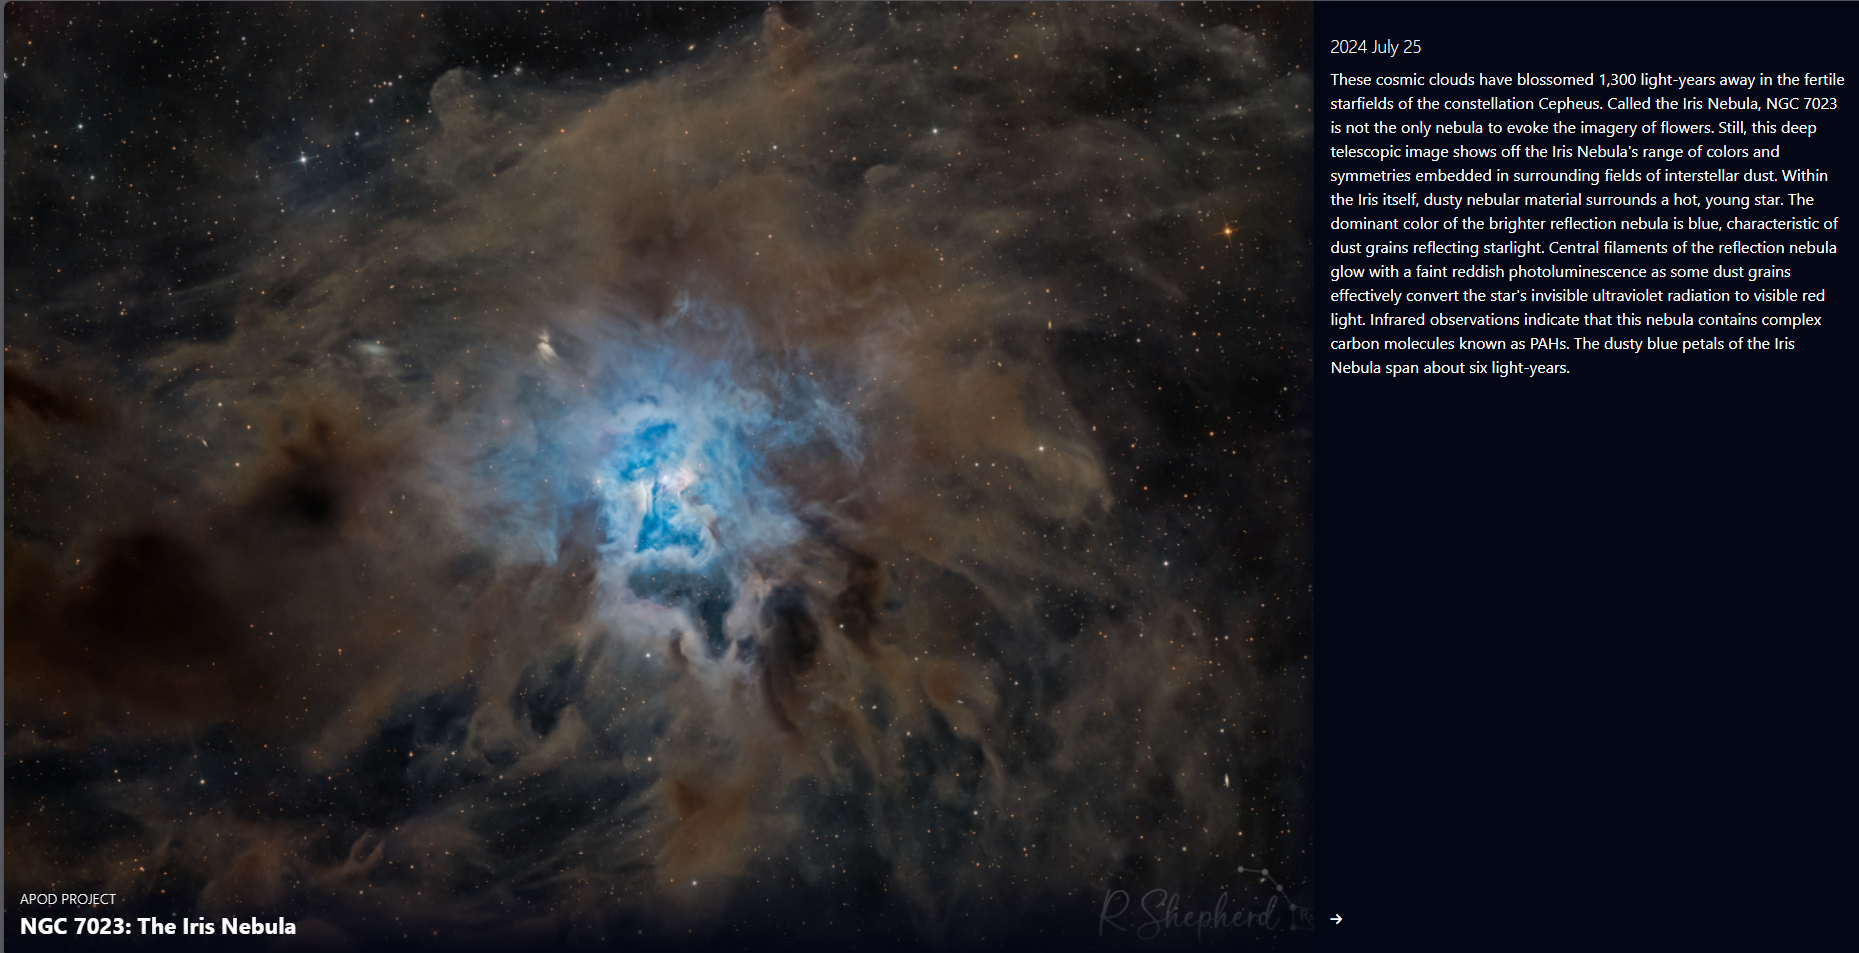 2024 July 25
These cosmic clouds have blossomed 1,300 light-years away in the fertile
starfields of the constellation Cepheus. Called the Iris Nebula, NGC 7023
is not the only nebula to evoke the imagery of flowers. Still, this deep
telescopic image shows off the Iris Nebula's range of colors and
symmetries embedded in surrounding fields of interstellar dust. Within
the Iris itself, dusty nebular material surrounds a hot, young star. The
dominant color of the brighter reflection nebula is blue, characteristic of
dust grains reflecting starlight. Central filaments of the reflection nebula
glow with a faint reddish photoluminescence as some dust grains
effectively convert the star's invisible ultraviolet radiation to visible red
light. Infrared observations indicate that this nebula contains complex
carbon molecules known as PAHs. The dusty blue petals of the Iris
Nebula span about six light-years.
APOD PROJECT
NGC 7023: The Iris Nebula
R. Shepherd